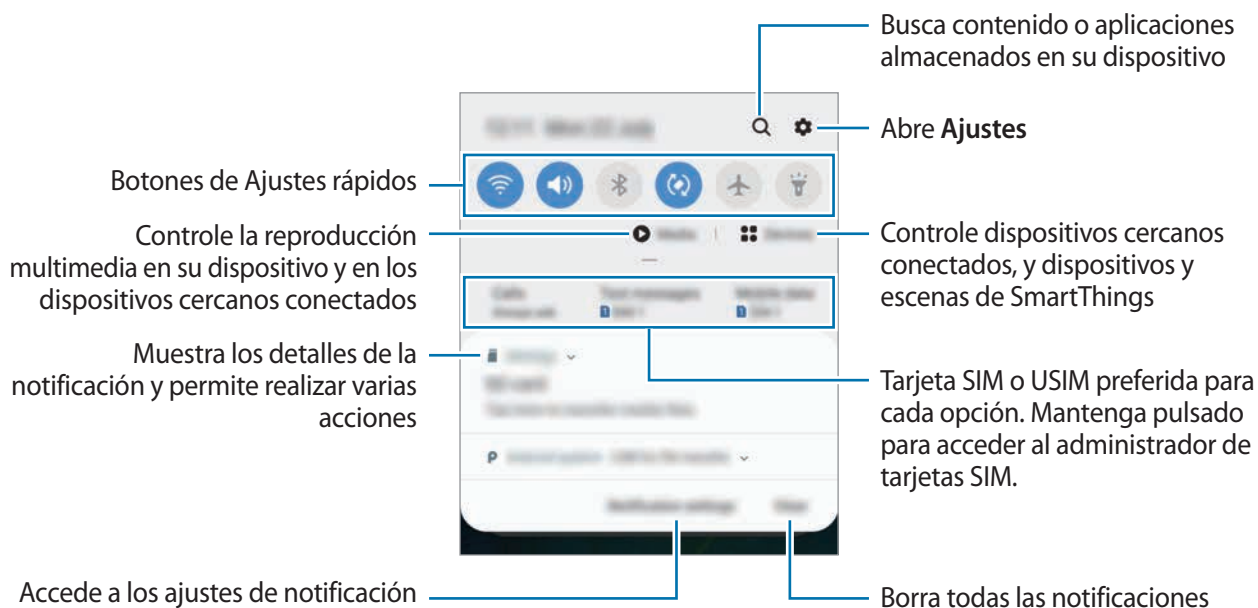 Busca contenido o aplicaciones
almacenados en su dispositivo
Abre Ajustes
Botones de Ajustes rápidos
Controle la reproducción
multimedia en su dispositivo y en los
dispositivos cercanos conectados
Controle dispositivos cercanos
conectados, y dispositivos y
escenas de SmartThings
Muestra los detalles de la
notificación y permite realizar varias
acciones
Tarjeta SIM o USIM preferida para
cada opción. Mantenga pulsado
para acceder al administrador de
tarjetas SIM.
Accede a los ajustes de notificación
Borra todas las notificaciones